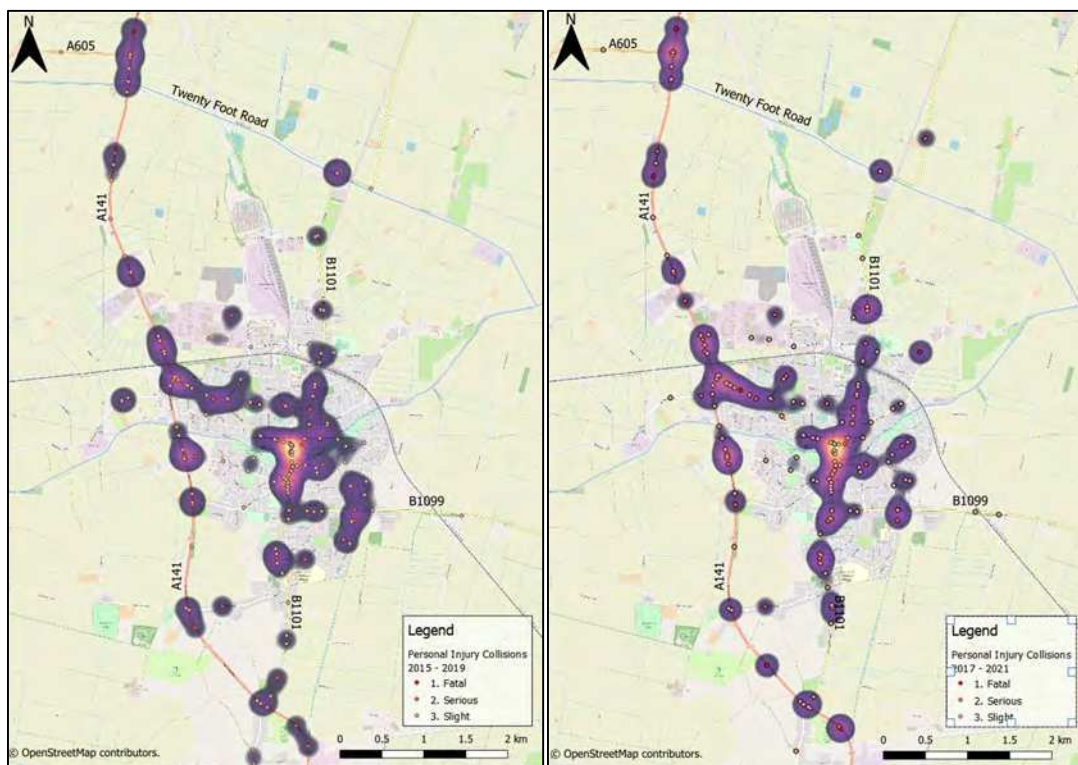 N
A605
Twenty Foot Road
A141
B1101
B1099
A141
B1101
Legend
Personal Injury Collisions
2015 - 2019
1. Fatal
2. Serious
3. Slight
© OpenStreetMap contributors.
0 0.5 1 1.5 2 km
N
A605
Twenty Foot Road
A141
B1101
B1099
A141
B1101
Legend
Personal Injury Collisions
2017 - 2021
1. Fatal
2. Serious
3. Slight
© OpenStreetMap contributors.
0 0.5 1 1.5 2 km